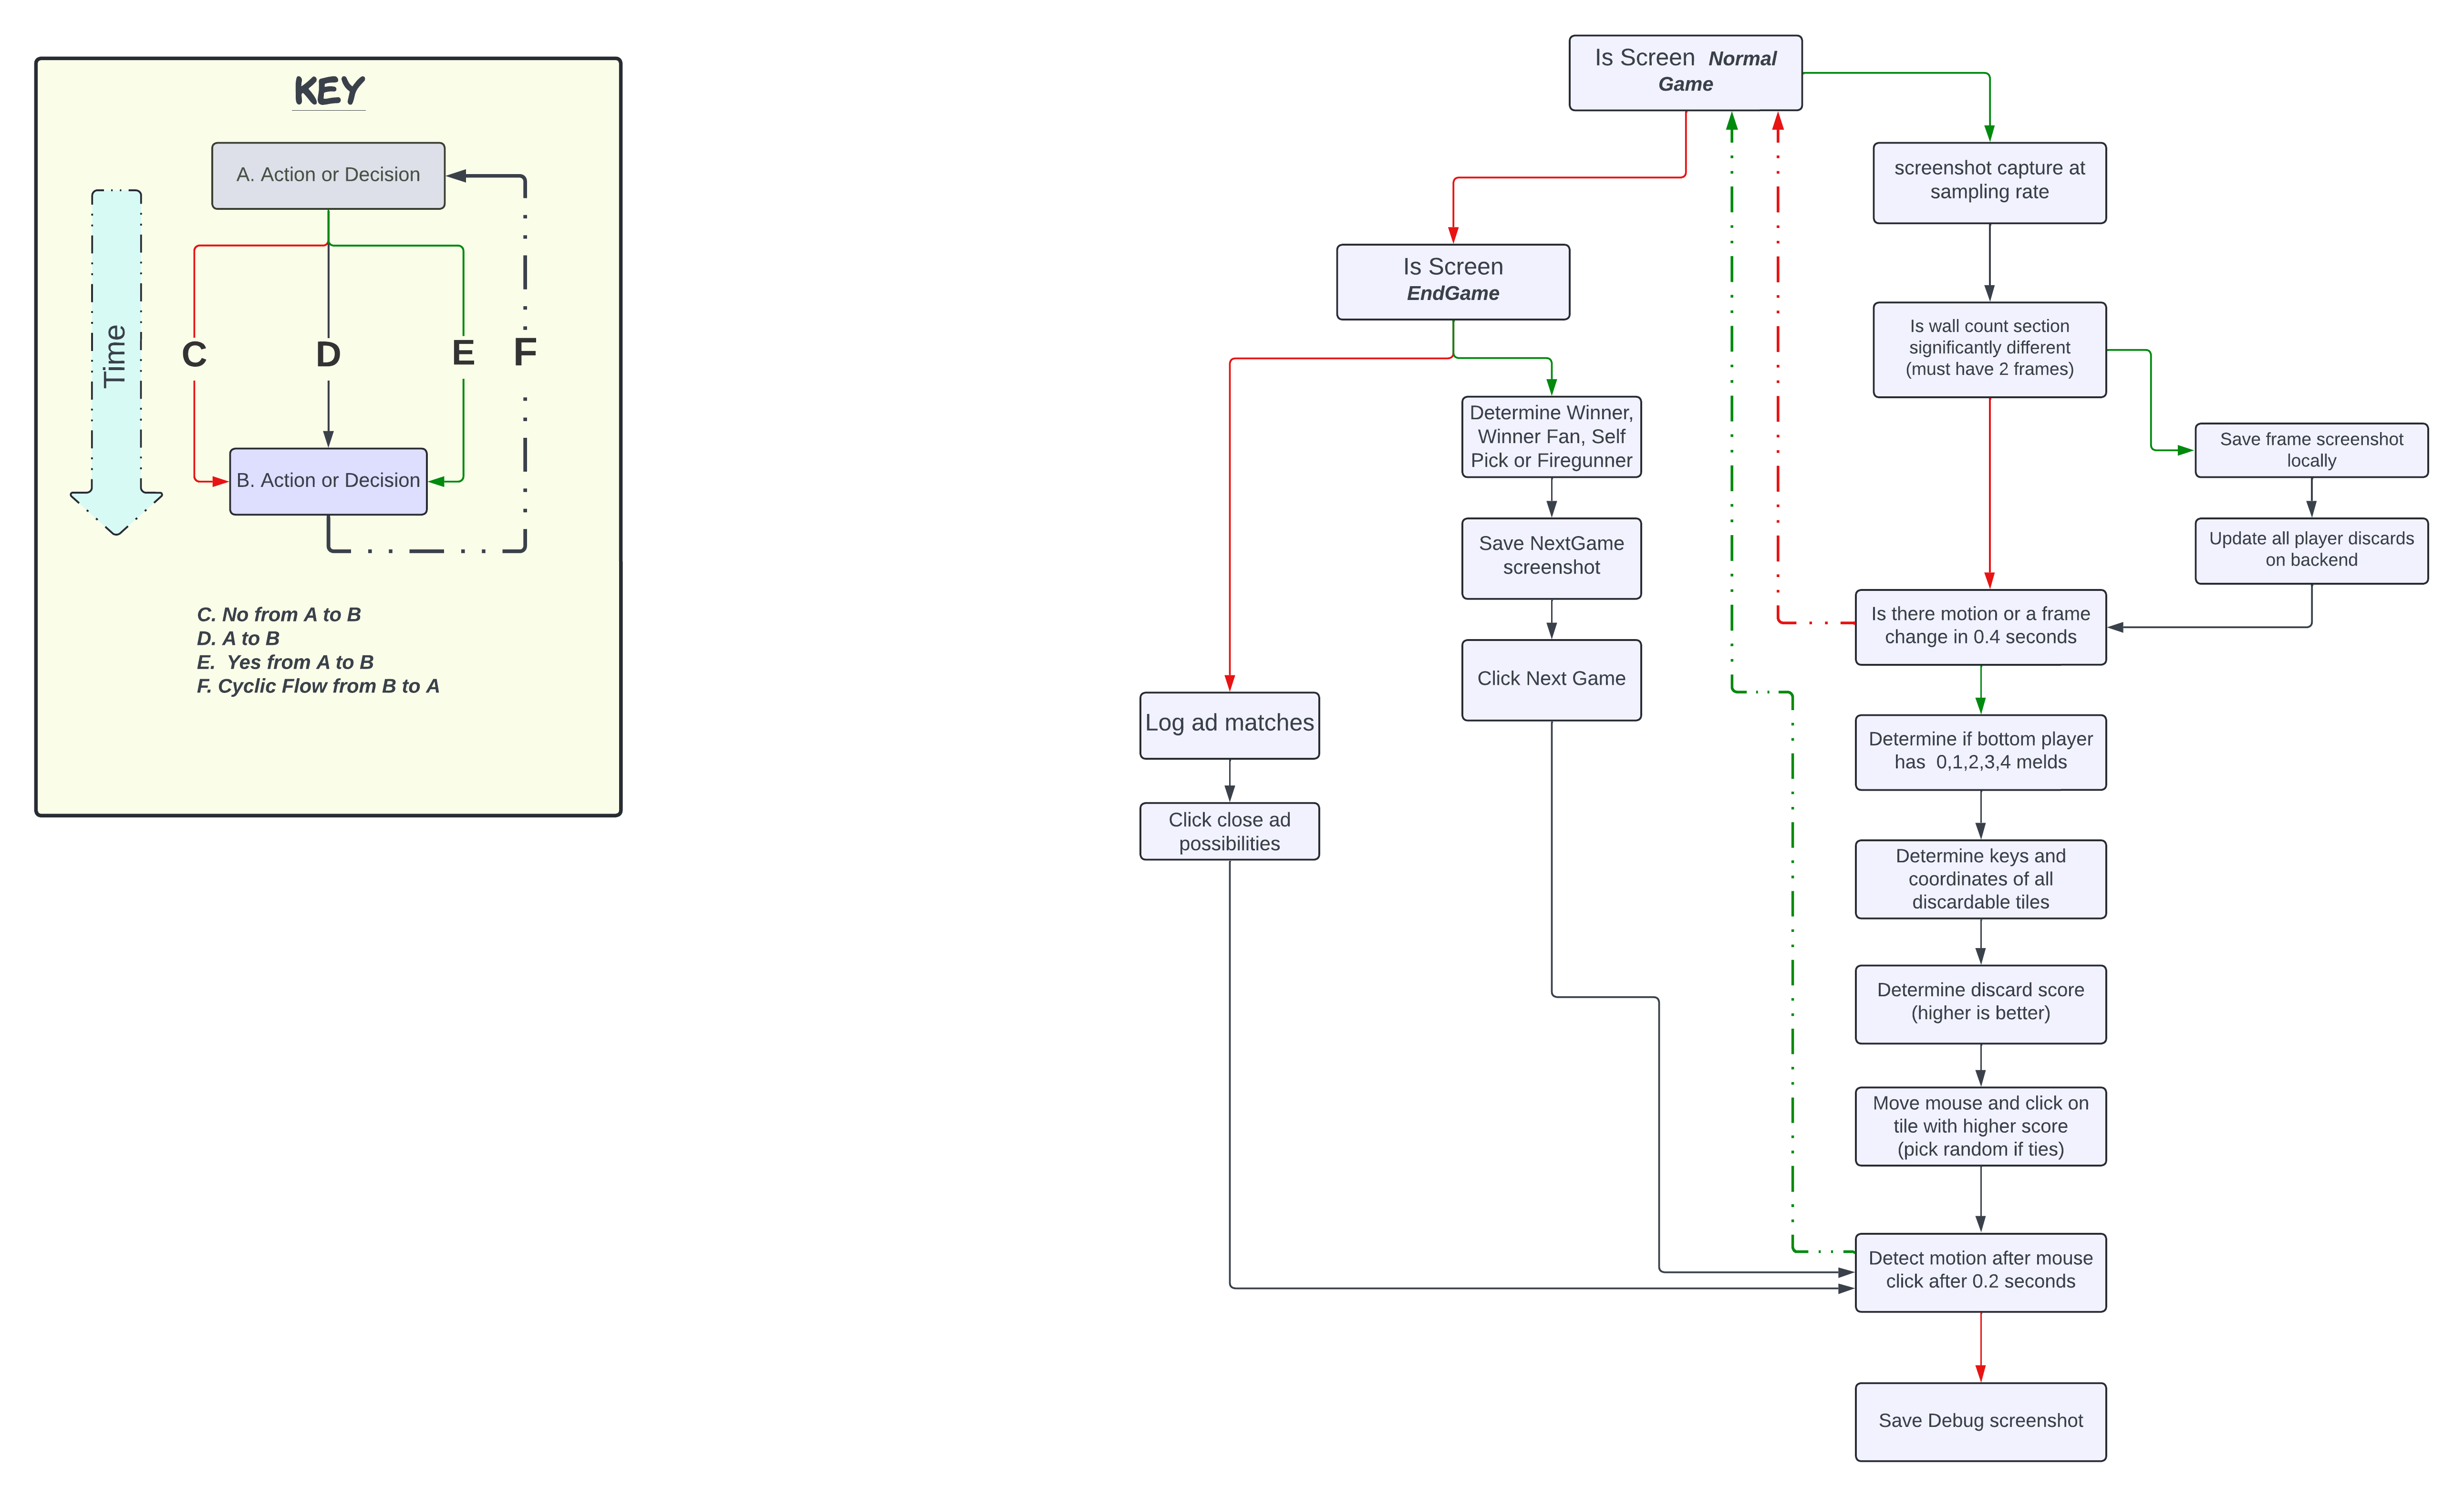 KEY
A. Action or Decision
Time
C
D
E
F
B. Action or Decision
C. No from A to B
D. A to B
E.  Yes from A to B
F. Cyclic Flow from B to A
Is Screen  Normal
Game
screenshot capture at
sampling rate
Is Screen
EndGame
Is wall count section
significantly different
(must have 2 frames)
Determine Winner,
Winner Fan, Self
Pick or Firegunner
Save frame screenshot
locally
Save NextGame
screenshot
Update all player discards
on backend
Is there motion or a frame
change in 0.4 seconds
Click Next Game
Log ad matches
Determine if bottom player
has  0,1,2,3,4 melds
Click close ad
possibilities
Determine keys and
coordinates of all
discardable tiles
Determine discard score
(higher is better)
Move mouse and click on
tile with higher score
(pick random if ties)
Detect motion after mouse
click after 0.2 seconds
Save Debug screenshot